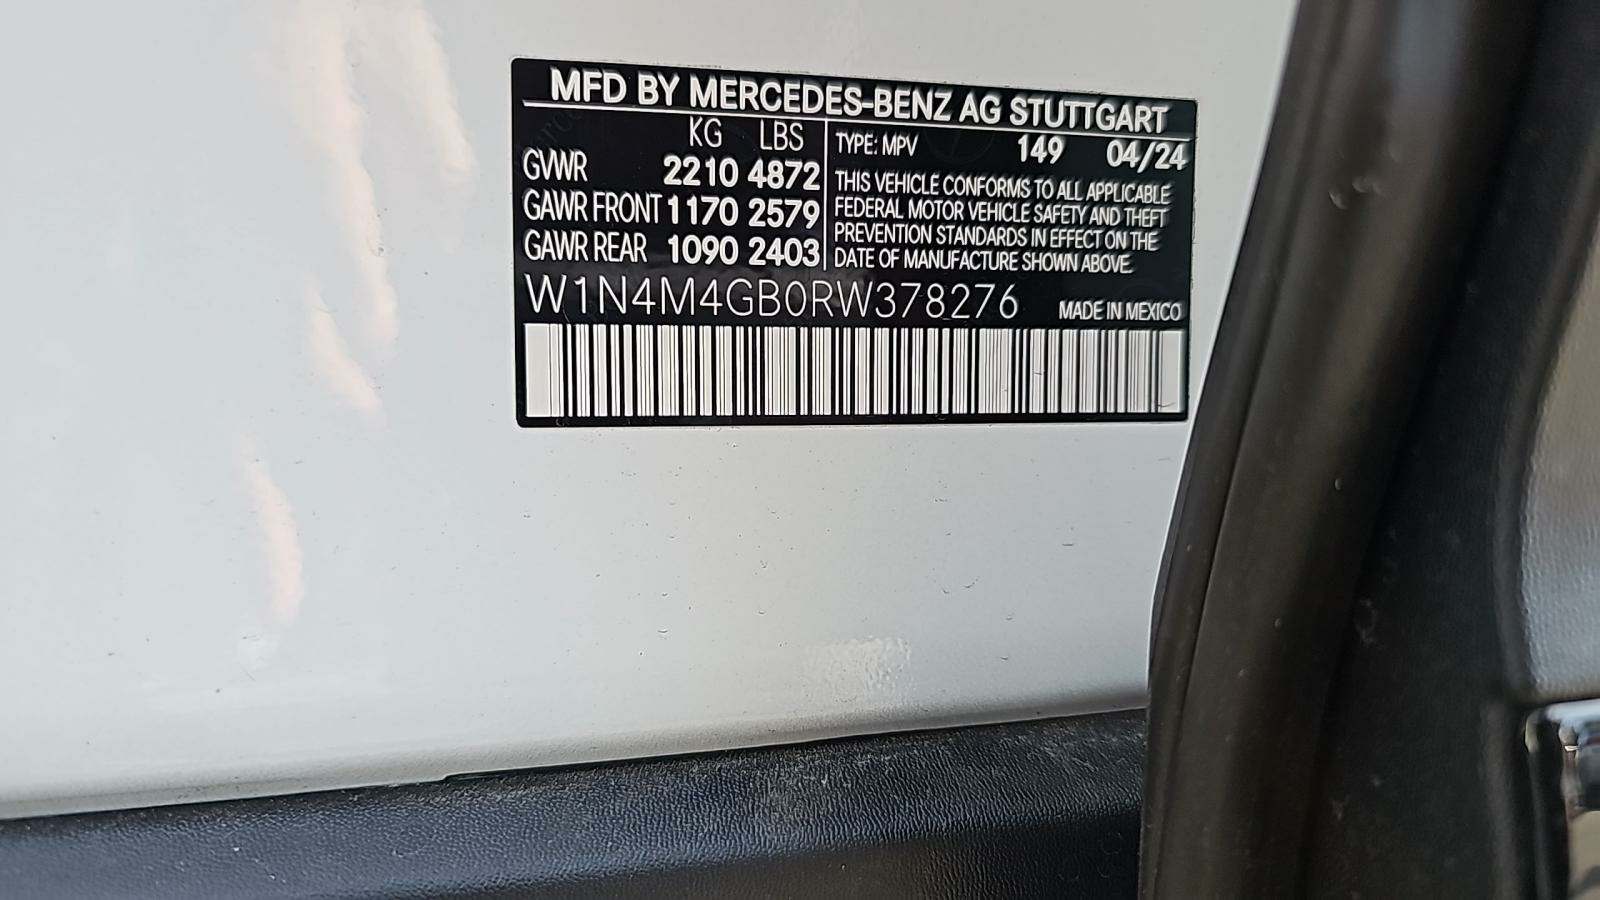 MFD BY MERCEDES-BENZ AG STUTTGART
KG LBS
GVWR 2210 4872
GAWR FRONT 1170 2579
GAWR REAR 1090 2403
TYPE: MPV 149 04/24
THIS VEHICLE CONFORMS TO ALL APPLICABLE
FEDERAL MOTOR VEHICLE SAFETY AND THEFT
PREVENTION STANDARDS IN EFFECT ON THE
DATE OF MANUFACTURE SHOWN ABOVE.
W1N4M4GB0RW378276
MADE IN MEXICO